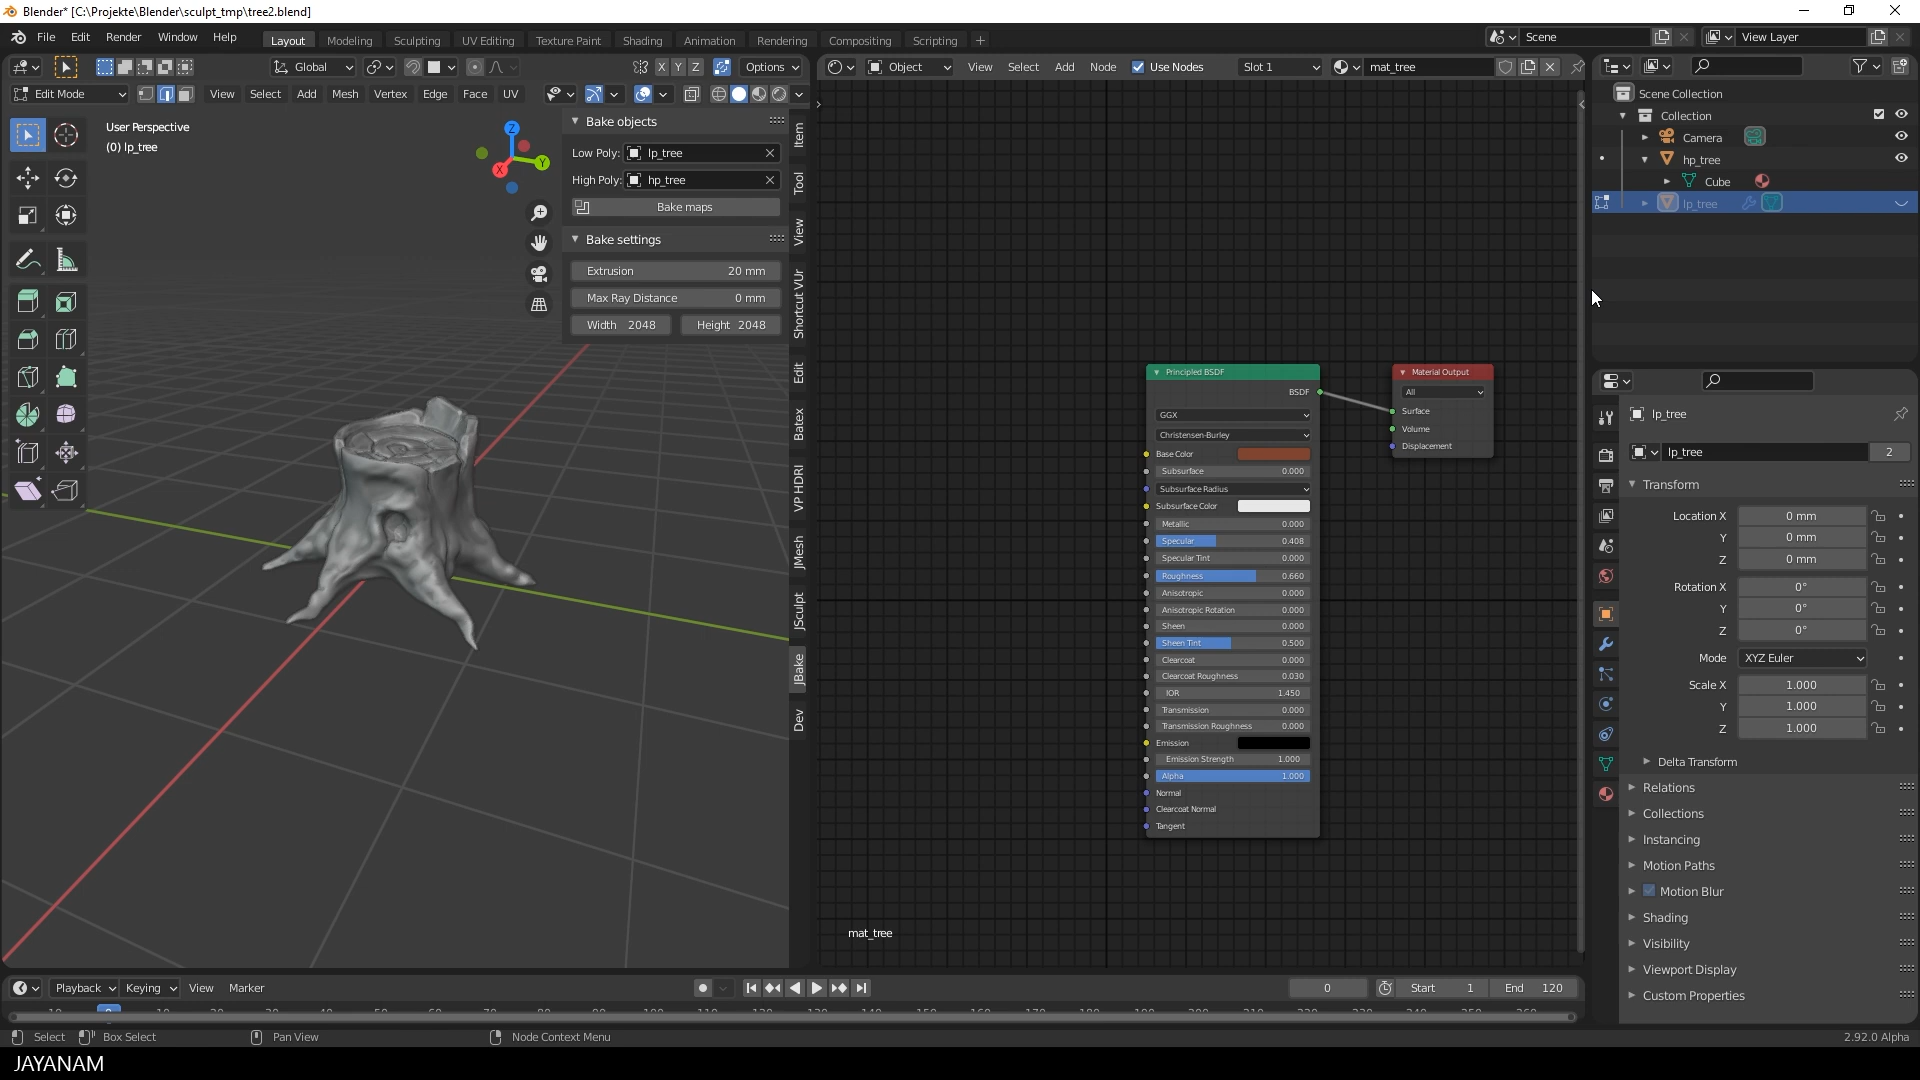 Blender* [C:\Projekte\Blender\sculpt_tmp\tree2.blend]
File Edit Render Window Help Layout Modeling Sculpting UV Editing Texture Paint Shading Animation Rendering Compositing Scripting + Scene View Layer
Global X Y Z Options Object View Select Add Node Use Nodes Slot 1 mat_tree
Edit Mode View Select Add Mesh Vertex Edge Face UV
User Perspective
(0) lp_tree
Z
Y
X
Bake objects
Low Poly: lp_tree
High Poly: hp_tree
Bake maps
Bake settings
Extrusion 20 mm
Max Ray Distance 0 mm
Width 2048 Height 2048
Item
Tool
View
Shortcut VUr
Edit
Batex
VP HDRI
JMesh
JSculpt
JBake
Dev
Principled BSDF
BSDF
GGX
Christensen-Burley
Base Color
Subsurface 0.000
Subsurface Radius
Subsurface Color
Metallic 0.000
Specular 0.408
Specular Tint 0.000
Roughness 0.660
Anisotropic 0.000
Anisotropic Rotation 0.000
Sheen 0.000
Sheen Tint 0.500
Clearcoat 0.000
Clearcoat Roughness 0.030
IOR 1.450
Transmission 0.000
Transmission Roughness 0.000
Emission
Emission Strength 1.000
Alpha 1.000
Normal
Clearcoat Normal
Tangent
Material Output
All
Surface
Volume
Displacement
mat_tree
Scene Collection
Collection
Camera
hp_tree
Cube
lp_tree
lp_tree
lp_tree 2
Transform
Location X 0 mm
Y 0 mm
Z 0 mm
Rotation X 0°
Y 0°
Z 0°
Mode XYZ Euler
Scale X 1.000
Y 1.000
Z 1.000
Delta Transform
Relations
Collections
Instancing
Motion Paths
Motion Blur
Shading
Visibility
Viewport Display
Custom Properties
Playback Keying View Marker 0 Start 1 End 120
Select Box Select Pan View Node Context Menu 2.92.0 Alpha
JAYANAM